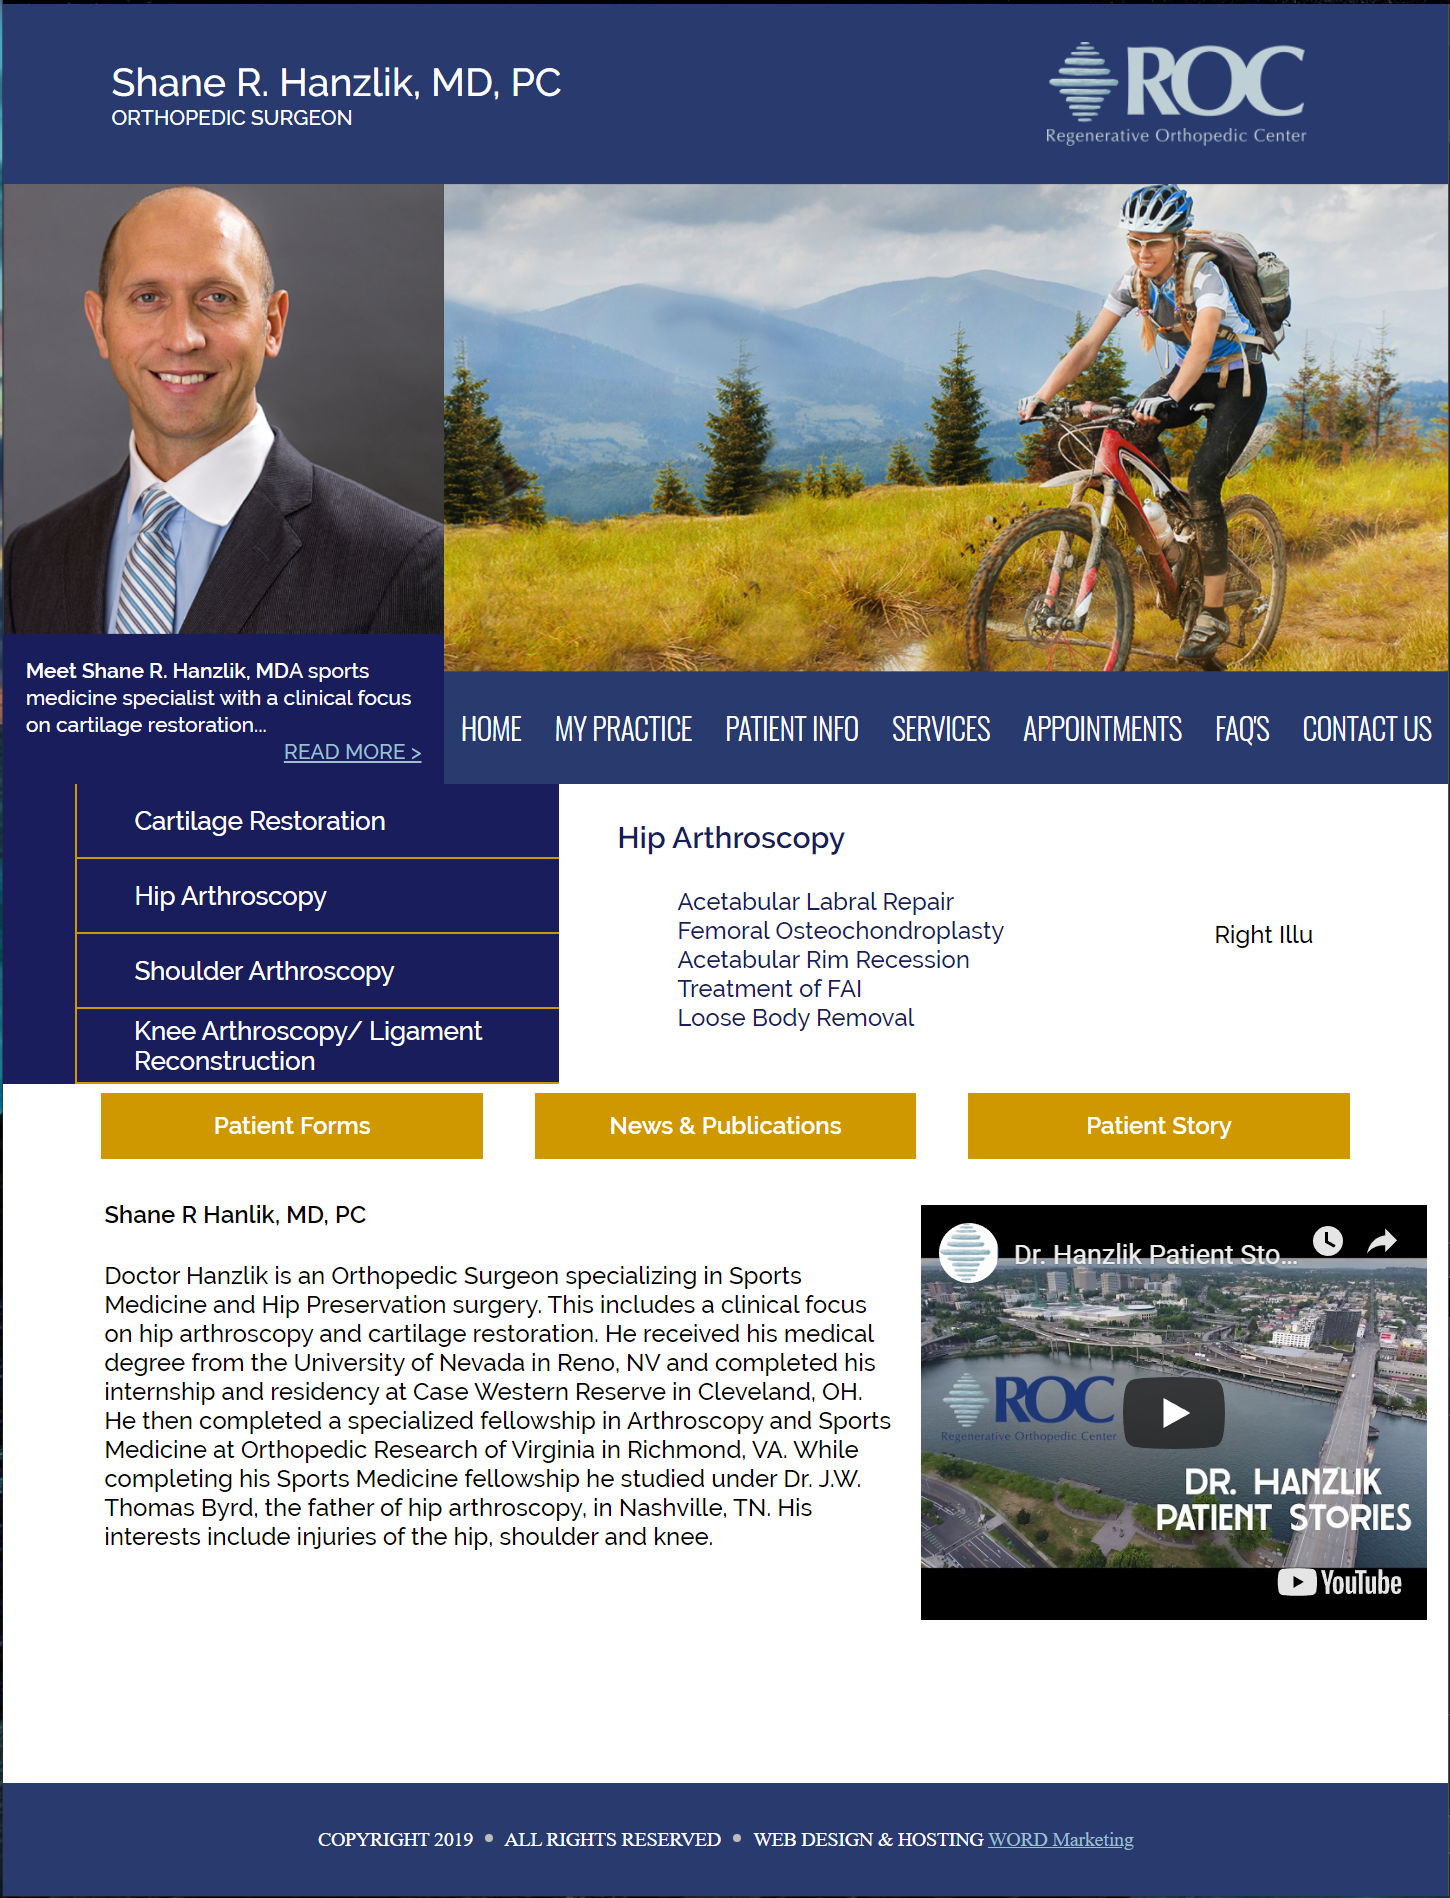 Shane R. Hanzlik, MD, PC
ORTHOPEDIC SURGEON
ROC
Regenerative Orthopedic Center
Meet Shane R. Hanzlik, MDA sports
medicine specialist with a clinical focus
on cartilage restoration...
READ MORE >
HOME MY PRACTICE PATIENT INFO SERVICES APPOINTMENTS FAQ'S CONTACT US
Cartilage Restoration
Hip Arthroscopy
Shoulder Arthroscopy
Knee Arthroscopy/ Ligament
Reconstruction
Hip Arthroscopy
Acetabular Labral Repair
Femoral Osteochondroplasty
Acetabular Rim Recession
Treatment of FAI
Loose Body Removal
Right Illu
Patient Forms
News & Publications
Patient Story
Shane R Hanlik, MD, PC
Doctor Hanzlik is an Orthopedic Surgeon specializing in Sports
Medicine and Hip Preservation surgery. This includes a clinical focus
on hip arthroscopy and cartilage restoration. He received his medical
degree from the University of Nevada in Reno, NV and completed his
internship and residency at Case Western Reserve in Cleveland, OH.
He then completed a specialized fellowship in Arthroscopy and Sports
Medicine at Orthopedic Research of Virginia in Richmond, VA. While
completing his Sports Medicine fellowship he studied under Dr. J.W.
Thomas Byrd, the father of hip arthroscopy, in Nashville, TN. His
interests include injuries of the hip, shoulder and knee.
Dr. Hanzlik Patient Sto...
ROC
Regenerative Orthopedic Center
DR. HANZLIK
PATIENT STORIES
YouTube
COPYRIGHT 2019 • ALL RIGHTS RESERVED • WEB DESIGN & HOSTING WORD Marketing